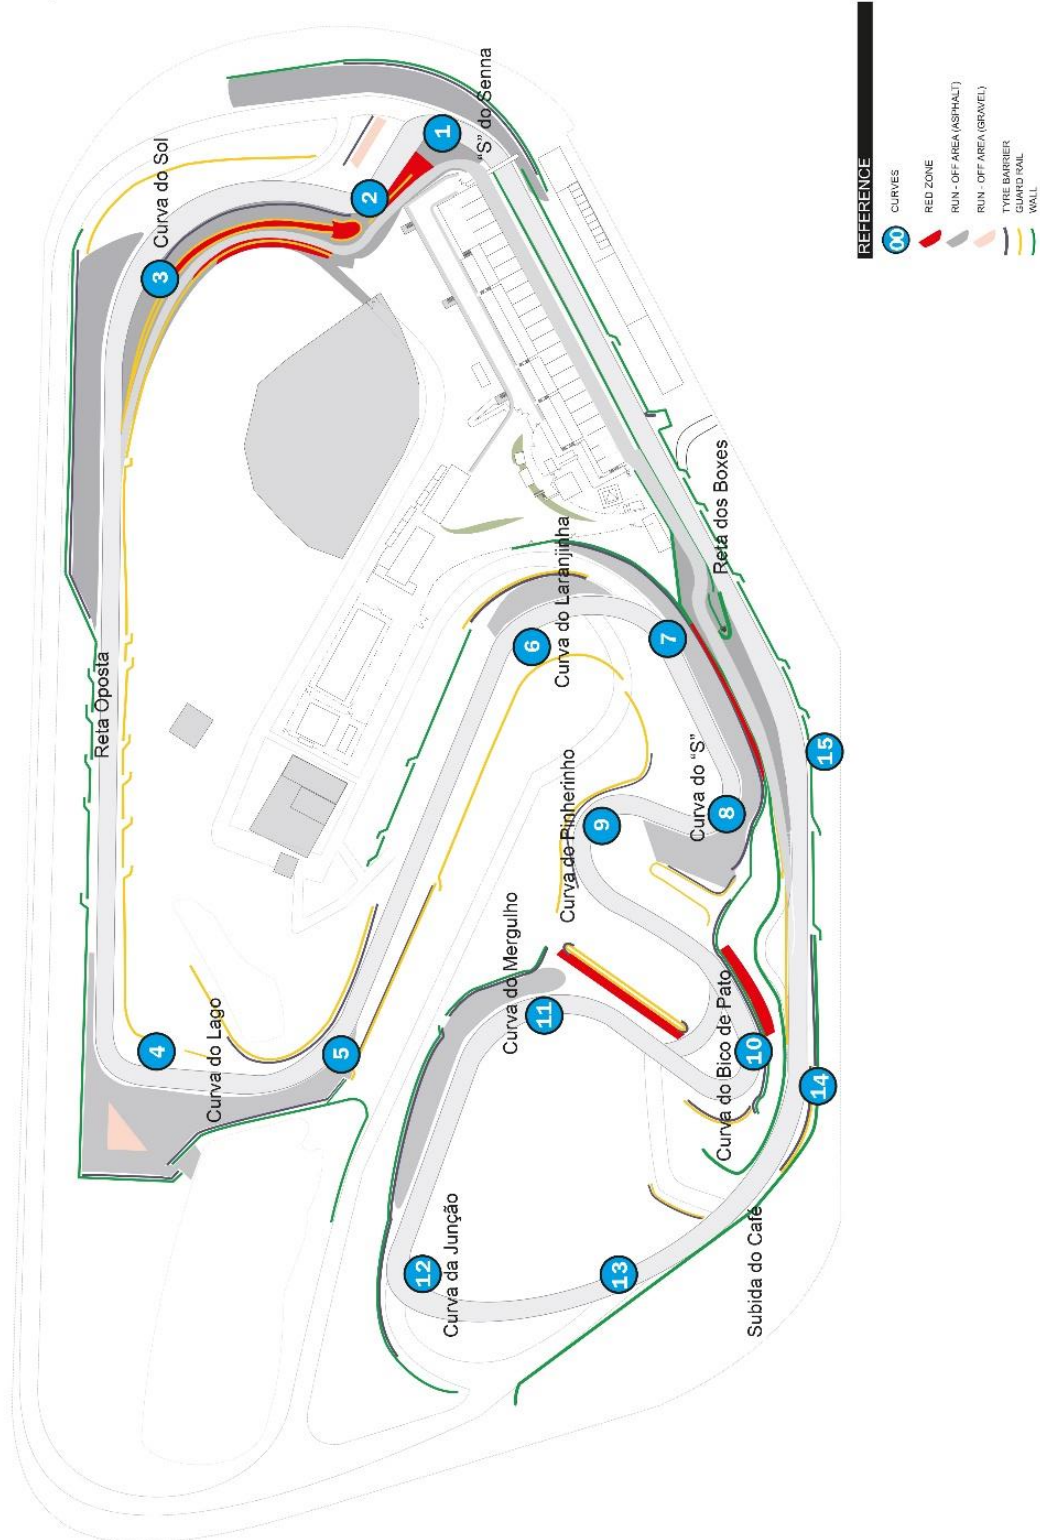 1
"S" do Senna
2
Curva do Sol
3
Reta Oposta
4
Curva do Lago
5
6
Curva do Laranjinha
7
8
Curva do "S"
9
Curva do Pinherinho
10
Curva do Bico de Pato
11
Curva do Mergulho
12
Curva da Junção
13
Subida do Café
14
15
Reta dos Boxes
REFERENCE
00 CURVES
RED ZONE
RUN - OFF AREA (ASPHALT)
RUN - OFF AREA (GRAVEL)
TYRE BARRIER
GUARD RAIL
WALL